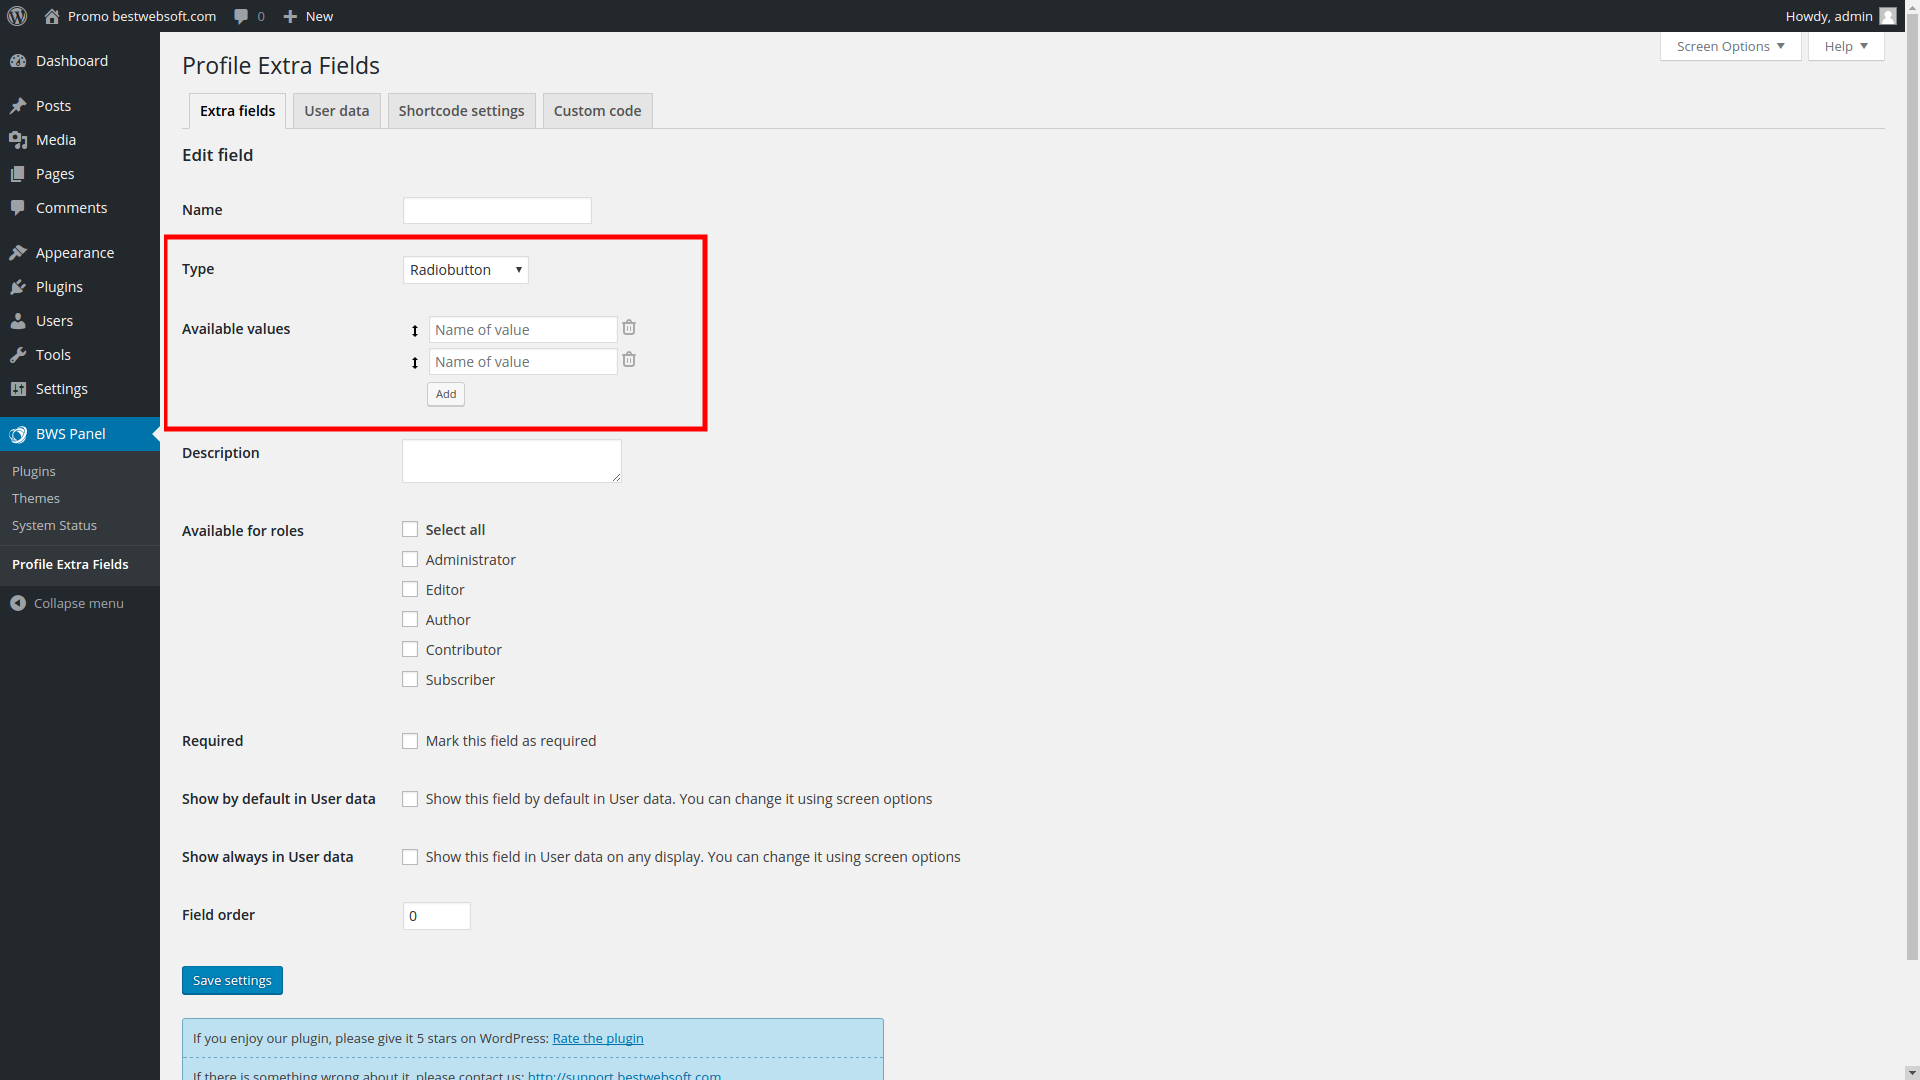 Promo bestwebsoft.com 0 New Howdy, admin
Screen Options Help
Dashboard
Posts
Media
Pages
Comments
Appearance
Plugins
Users
Tools
Settings
BWS Panel
Plugins
Themes
System Status
Profile Extra Fields
Collapse menu
Profile Extra Fields
Extra fields User data Shortcode settings Custom code
Edit field
Name
Type Radiobutton
Available values Name of value
Name of value
Add
Description
Available for roles Select all
Administrator
Editor
Author
Contributor
Subscriber
Required Mark this field as required
Show by default in User data Show this field by default in User data. You can change it using screen options
Show always in User data Show this field in User data on any display. You can change it using screen options
Field order 0
Save settings
If you enjoy our plugin, please give it 5 stars on WordPress: Rate the plugin
If there is something wrong about it, please contact us: http://support.bestwebsoft.com